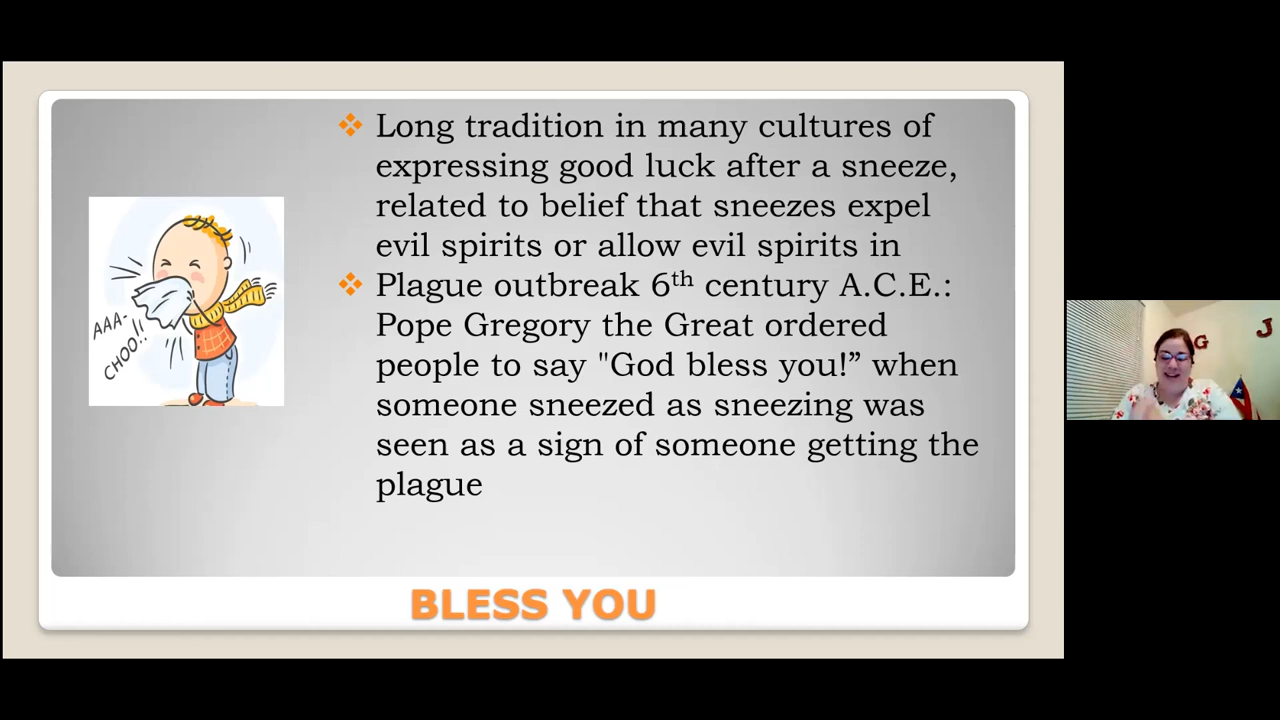 Long tradition in many cultures of
expressing good luck after a sneeze,
related to belief that sneezes expel
evil spirits or allow evil spirits in
Plague outbreak 6th century A.C.E.:
Pope Gregory the Great ordered
people to say "God bless you!” when
someone sneezed as sneezing was
seen as a sign of someone getting the
plague
AAA-
CHOO!!
BLESS YOU
G
J